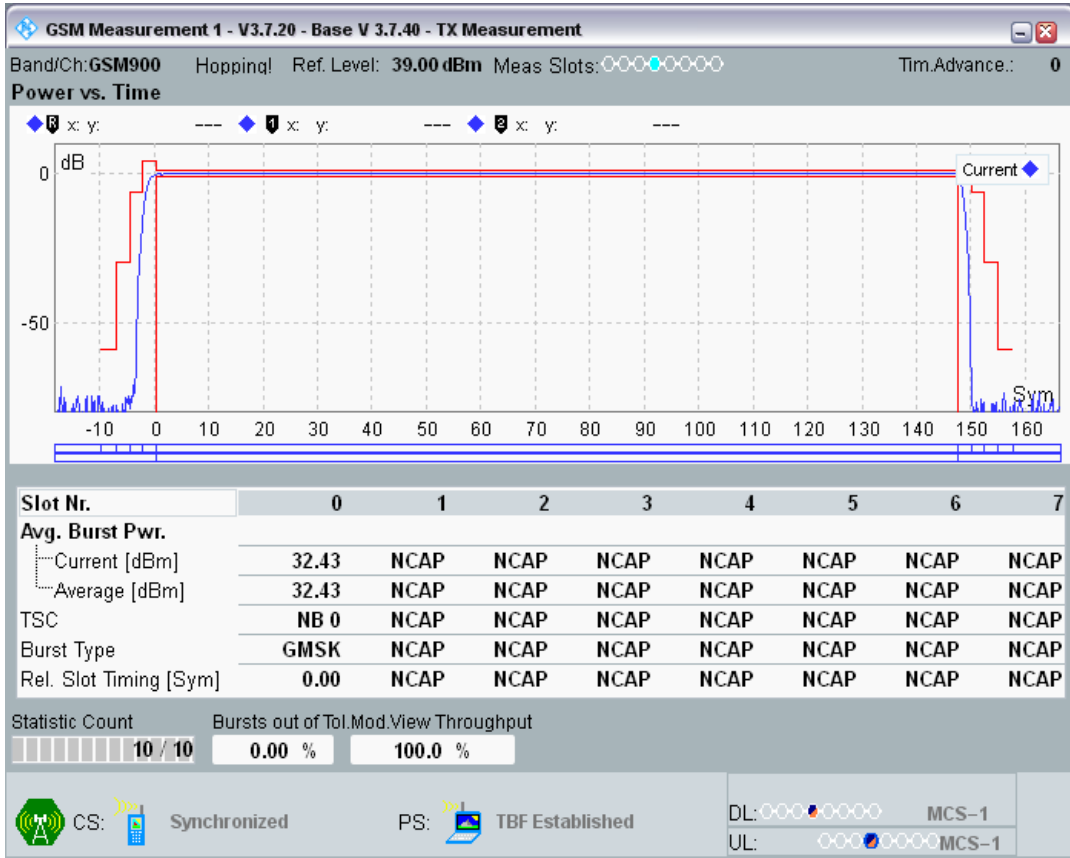 GSM Measurement 1 - V3.7.20 - Base V 3.7.40 - TX Measurement
Band/Ch:GSM900 Hopping! Ref. Level: 39.00 dBm Meas Slots: Tim.Advance.: 0
Power vs. Time
R x: y: --- 1 x: y: --- 2 x: y: ---
dB
Current
0
-50
Sym
-10 0 10 20 30 40 50 60 70 80 90 100 110 120 130 140 150 160
Slot Nr. 0 1 2 3 4 5 6 7
Avg. Burst Pwr.
Current [dBm] 32.43 NCAP NCAP NCAP NCAP NCAP NCAP NCAP
Average [dBm] 32.43 NCAP NCAP NCAP NCAP NCAP NCAP NCAP
TSC NB 0 NCAP NCAP NCAP NCAP NCAP NCAP NCAP
Burst Type GMSK NCAP NCAP NCAP NCAP NCAP NCAP NCAP
Rel. Slot Timing [Sym] 0.00 NCAP NCAP NCAP NCAP NCAP NCAP NCAP
Statistic Count Bursts out of Tol. Mod.View Throughput
10 / 10 0.00 % 100.0 %
CS: Synchronized PS: TBF Established
DL: MCS-1
UL: MCS-1